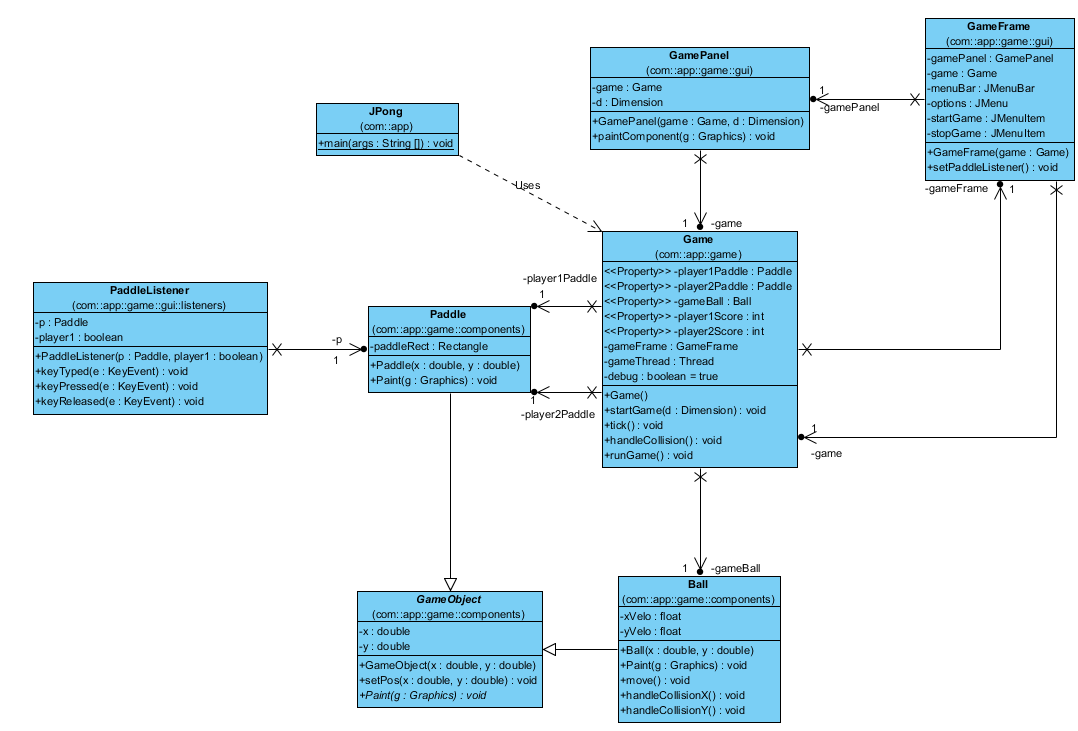 GameFrame
(com::app::game::gui)
-gamePanel : GamePanel
-game : Game
-menuBar : JMenuBar
-options : JMenu
-startGame : JMenuItem
-stopGame : JMenuItem
+GameFrame(game : Game)
+setPaddleListener() : void
GamePanel
(com::app::game::gui)
-game : Game
-d : Dimension
+GamePanel(game : Game, d : Dimension)
+paintComponent(g : Graphics) : void
1
-gamePanel
JPong
(com::app)
+main(args : String []) : void
Uses
-gameFrame
1
1
-game
Game
(com::app::game)
<<Property>> -player1Paddle : Paddle
<<Property>> -player2Paddle : Paddle
<<Property>> -gameBall : Ball
<<Property>> -player1Score : int
<<Property>> -player2Score : int
-gameFrame : GameFrame
-gameThread : Thread
-debug : boolean = true
+Game()
+startGame(d : Dimension) : void
+tick() : void
+handleCollision() : void
+runGame() : void
-player1Paddle
1
PaddleListener
(com::app::game::gui::listeners)
-p : Paddle
-player1 : boolean
+PaddleListener(p : Paddle, player1 : boolean)
+keyTyped(e : KeyEvent) : void
+keyPressed(e : KeyEvent) : void
+keyReleased(e : KeyEvent) : void
-p
1
Paddle
(com::app::game::components)
-paddleRect : Rectangle
+Paddle(x : double, y : double)
+Paint(g : Graphics) : void
1
-player2Paddle
1
-game
1
-gameBall
GameObject
(com::app::game::components)
-x : double
-y : double
+GameObject(x : double, y : double)
+setPos(x : double, y : double) : void
+Paint(g : Graphics) : void
Ball
(com::app::game::components)
-xVelo : float
-yVelo : float
+Ball(x : double, y : double)
+Paint(g : Graphics) : void
+move() : void
+handleCollisionX() : void
+handleCollisionY() : void